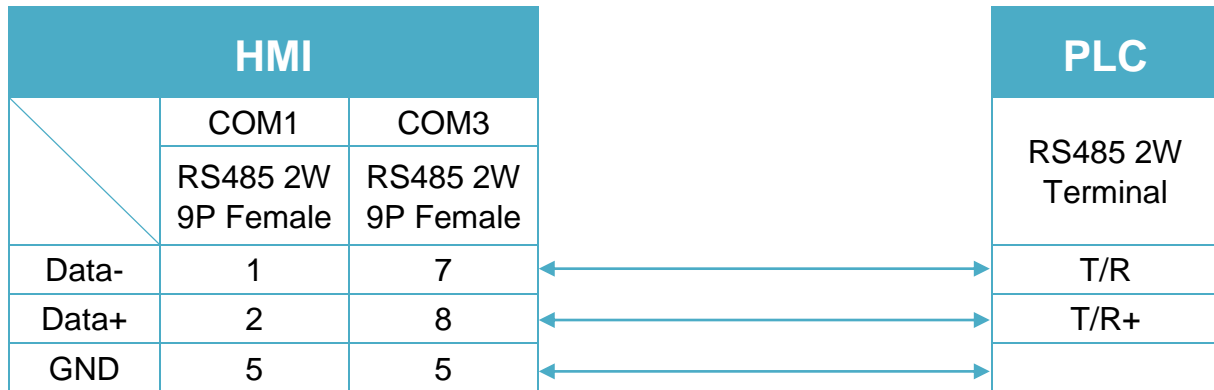 HMI
PLC
COM1 COM3
RS485 2W
9P Female
RS485 2W
9P Female
RS485 2W
Terminal
Data- 1 7 T/R
Data+ 2 8 T/R+
GND 5 5